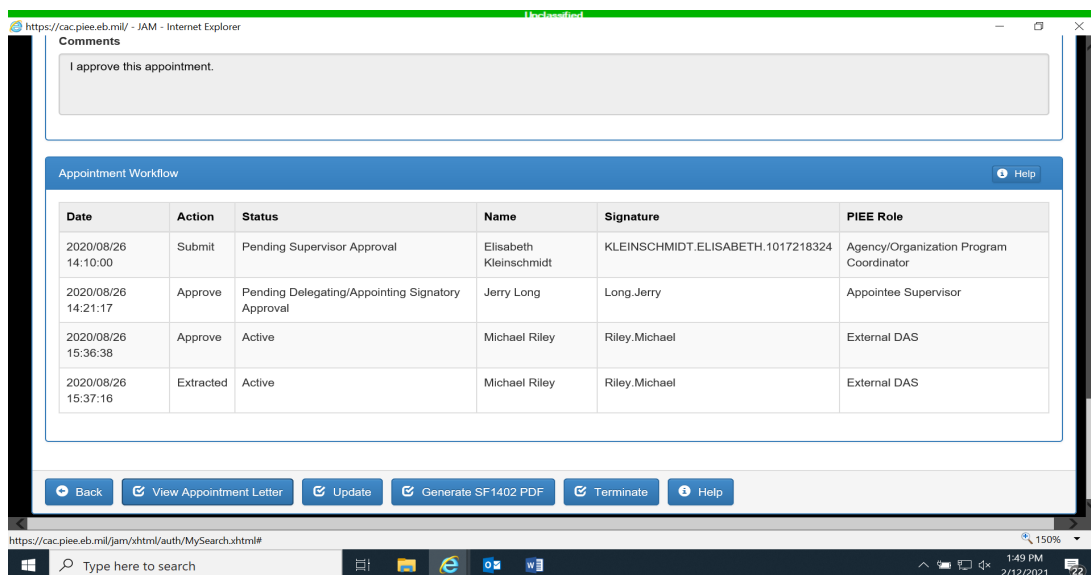 Unclassified
https://cac.piee.eb.mil/ - JAM - Internet Explorer
Comments
I approve this appointment.
Appointment Workflow
Help
Date Action Status Name Signature PIEE Role
2020/08/26 Submit Pending Supervisor Approval Elisabeth KLEINSCHMIDT.ELISABETH.1017218324 Agency/Organization Program
14:10:00 Kleinschmidt Coordinator
2020/08/26 Approve Pending Delegating/Appointing Signatory Jerry Long Long.Jerry Appointee Supervisor
14:21:17 Approval
2020/08/26 Approve Active Michael Riley Riley.Michael External DAS
15:36:38
2020/08/26 Extracted Active Michael Riley Riley.Michael External DAS
15:37:16
Back View Appointment Letter Update Generate SF1402 PDF Terminate Help
https://cac.piee.eb.mil/jam/xhtml/auth/MySearch.xhtml# 150%
Type here to search
1:49 PM
2/12/2021
22